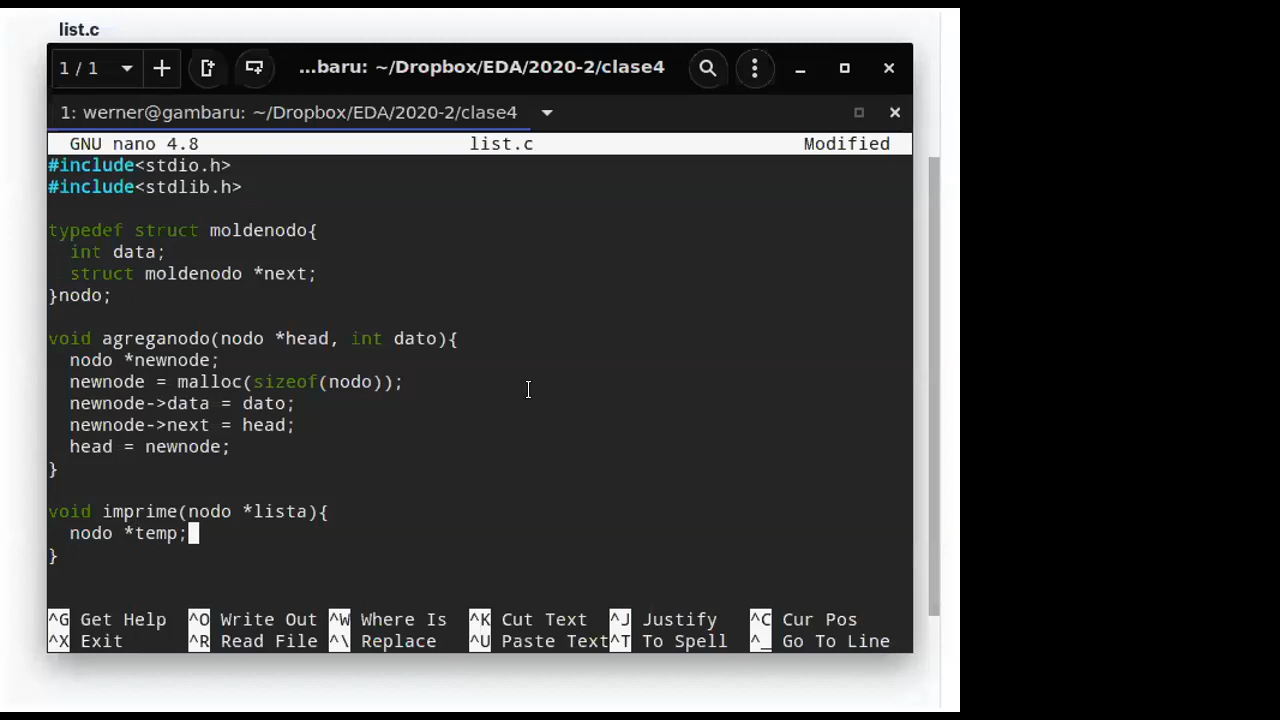 list.c
1 / 1
...baru: ~/Dropbox/EDA/2020-2/clase4
1: werner@gambaru: ~/Dropbox/EDA/2020-2/clase4
GNU nano 4.8 list.c Modified
#include<stdio.h>
#include<stdlib.h>
typedef struct moldenodo{
  int data;
  struct moldenodo *next;
}nodo;
void agreganodo(nodo *head, int dato){
  nodo *newnode;
  newnode = malloc(sizeof(nodo));
  newnode->data = dato;
  newnode->next = head;
  head = newnode;
}
void imprime(nodo *lista){
  nodo *temp;
}
^G Get Help ^O Write Out ^W Where Is ^K Cut Text ^J Justify ^C Cur Pos
^X Exit ^R Read File ^\ Replace ^U Paste Text^T To Spell ^_ Go To Line